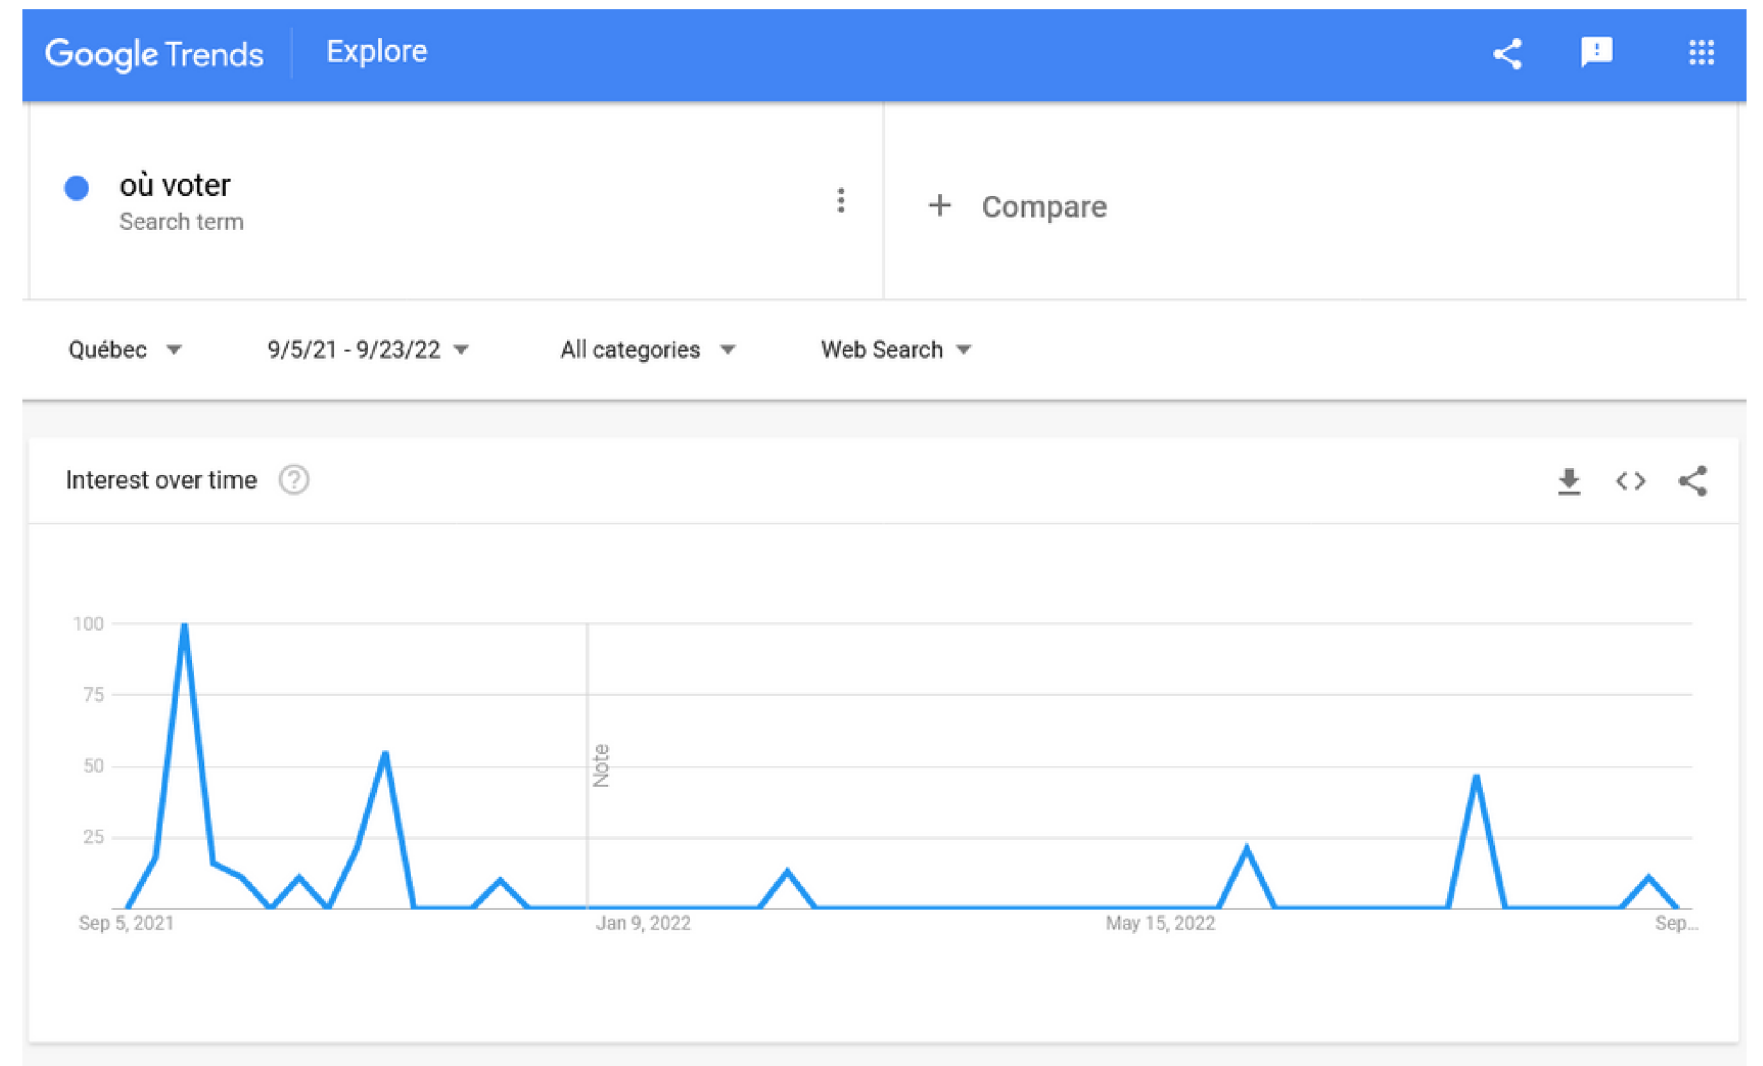 Google Trends Explore
où voter
Search term
+ Compare
Québec 9/5/21 - 9/23/22 All categories Web Search
Interest over time ?
100
75
50
25
Note
Sep 5, 2021 Jan 9, 2022 May 15, 2022 Sep...